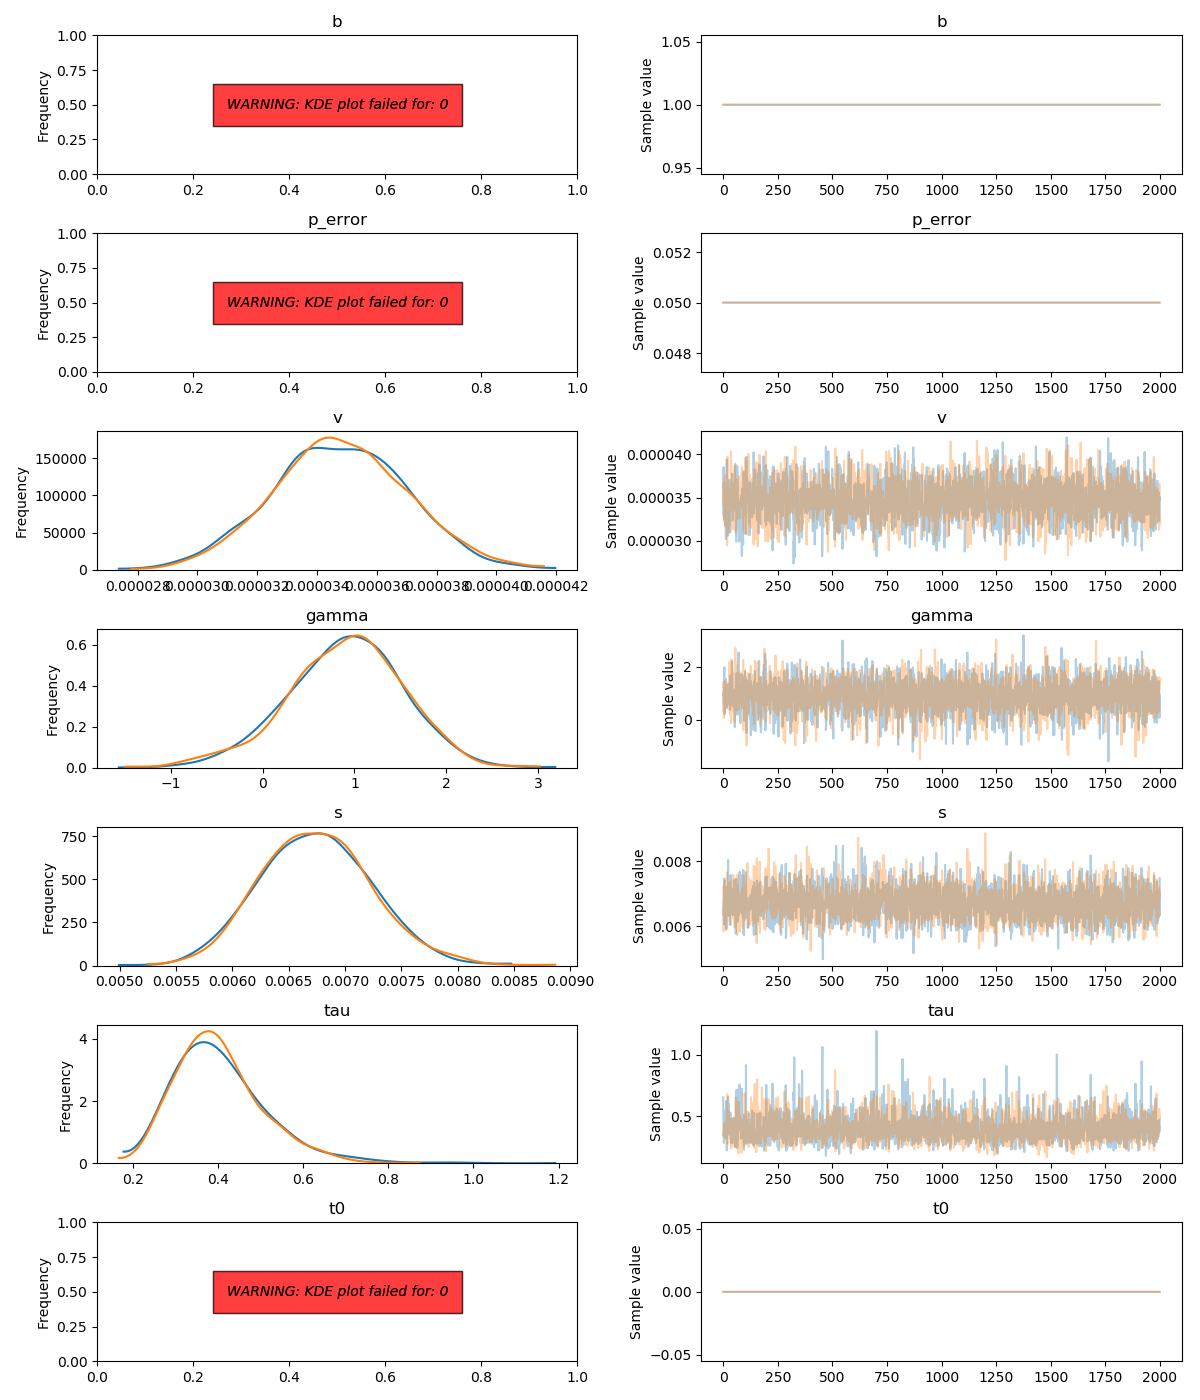 b
1.00
0.75
0.50
0.25
0.00
Frequency
WARNING: KDE plot failed for: 0
0.0 0.2 0.4 0.6 0.8 1.0
b
1.05
1.00
0.95
Sample value
0 250 500 750 1000 1250 1500 1750 2000
p_error
1.00
0.75
0.50
0.25
0.00
Frequency
WARNING: KDE plot failed for: 0
0.0 0.2 0.4 0.6 0.8 1.0
p_error
0.052
0.050
0.048
Sample value
0 250 500 750 1000 1250 1500 1750 2000
v
150000
100000
50000
0
Frequency
0.000028 0.000030 0.000032 0.000034 0.000036 0.000038 0.000040 0.000042
v
0.000040
0.000035
0.000030
Sample value
0 250 500 750 1000 1250 1500 1750 2000
gamma
0.6
0.4
0.2
0.0
Frequency
−1 0 1 2 3
gamma
2
0
Sample value
0 250 500 750 1000 1250 1500 1750 2000
s
750
500
250
0
Frequency
0.0050 0.0055 0.0060 0.0065 0.0070 0.0075 0.0080 0.0085 0.0090
s
0.008
0.006
Sample value
0 250 500 750 1000 1250 1500 1750 2000
tau
4
2
0
Frequency
0.2 0.4 0.6 0.8 1.0 1.2
tau
1.0
0.5
Sample value
0 250 500 750 1000 1250 1500 1750 2000
t0
1.00
0.75
0.50
0.25
0.00
Frequency
WARNING: KDE plot failed for: 0
0.0 0.2 0.4 0.6 0.8 1.0
t0
0.05
0.00
−0.05
Sample value
0 250 500 750 1000 1250 1500 1750 2000